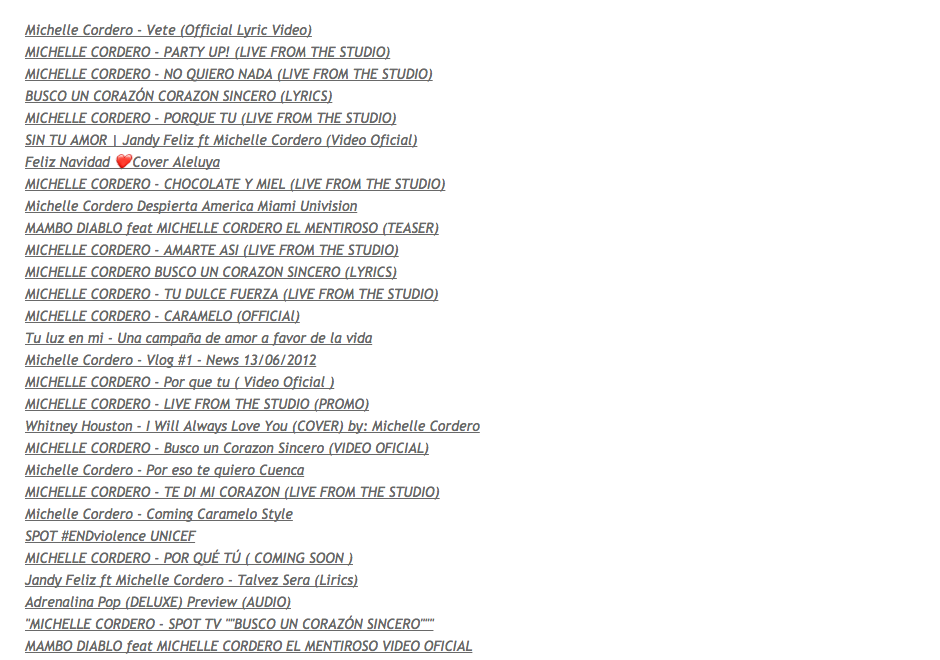 Michelle Cordero - Vete (Official Lyric Video)
MICHELLE CORDERO - PARTY UP! (LIVE FROM THE STUDIO)
MICHELLE CORDERO - NO QUIERO NADA (LIVE FROM THE STUDIO)
BUSCO UN CORAZÓN CORAZON SINCERO (LYRICS)
MICHELLE CORDERO - PORQUE TU (LIVE FROM THE STUDIO)
SIN TU AMOR | Jandy Feliz ft Michelle Cordero (Video Oficial)
Feliz Navidad ❤️Cover Aleluya
MICHELLE CORDERO - CHOCOLATE Y MIEL (LIVE FROM THE STUDIO)
Michelle Cordero Despierta America Miami Univision
MAMBO DIABLO feat MICHELLE CORDERO EL MENTIROSO (TEASER)
MICHELLE CORDERO - AMARTE ASI (LIVE FROM THE STUDIO)
MICHELLE CORDERO BUSCO UN CORAZON SINCERO (LYRICS)
MICHELLE CORDERO - TU DULCE FUERZA (LIVE FROM THE STUDIO)
MICHELLE CORDERO - CARAMELO (OFFICIAl)
Tu luz en mi - Una campaña de amor a favor de la vida
Michelle Cordero - Vlog #1 - News 13/06/2012
MICHELLE CORDERO - Por que tu ( Video Oficial )
MICHELLE CORDERO - LIVE FROM THE STUDIO (PROMO)
Whitney Houston - I Will Always Love You (COVER) by: Michelle Cordero
MICHELLE CORDERO - Busco un Corazon Sincero (VIDEO OFICIAL)
Michelle Cordero - Por eso te quiero Cuenca
MICHELLE CORDERO - TE DI MI CORAZON (LIVE FROM THE STUDIO)
Michelle Cordero - Coming Caramelo Style
SPOT #ENDviolence UNICEF
MICHELLE CORDERO - POR QUÉ TÚ ( COMING SOON )
Jandy Feliz ft Michelle Cordero - Talvez Sera (Lirics)
Adrenalina Pop (DELUXE) Preview (AUDIO)
"MICHELLE CORDERO - SPOT TV ""BUSCO UN CORAZÓN SINCERO"""
MAMBO DIABLO feat MICHELLE CORDERO EL MENTIROSO VIDEO OFICIAL